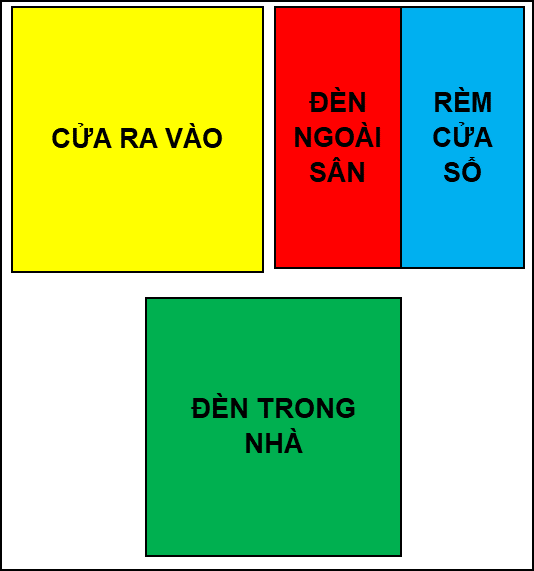 CỬA RA VÀO
ĐÈN
NGOÀI
SÂN
RÈM
CỬA
SỔ
ĐÈN TRONG
NHÀ